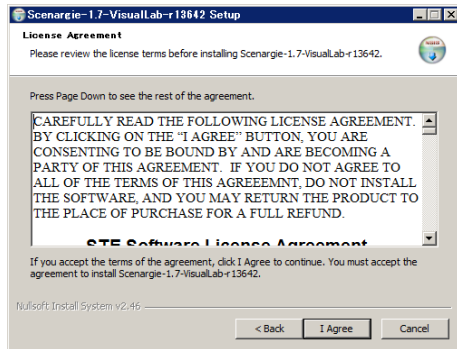 Scenargie-1.7-VisualLab-r13642 Setup
License Agreement
Please review the license terms before installing Scenargie-1.7-VisualLab-r13642.
Press Page Down to see the rest of the agreement.
CAREFULLY READ THE FOLLOWING LICENSE AGREEMENT.
BY CLICKING ON THE “I AGREE” BUTTON, YOU ARE
CONSENTING TO BE BOUND BY AND ARE BECOMING A
PARTY OF THIS AGREEMENT.  IF YOU DO NOT AGREE TO
ALL OF THE TERMS OF THIS AGREEEMNT, DO NOT INSTALL
THE SOFTWARE, AND YOU MAY RETURN THE PRODUCT TO
THE PLACE OF PURCHASE FOR A FULL REFUND.
STE Software License Agreement
If you accept the terms of the agreement, click I Agree to continue. You must accept the
agreement to install Scenargie-1.7-VisualLab-r13642.
Nullsoft Install System v2.46
< Back
I Agree
Cancel